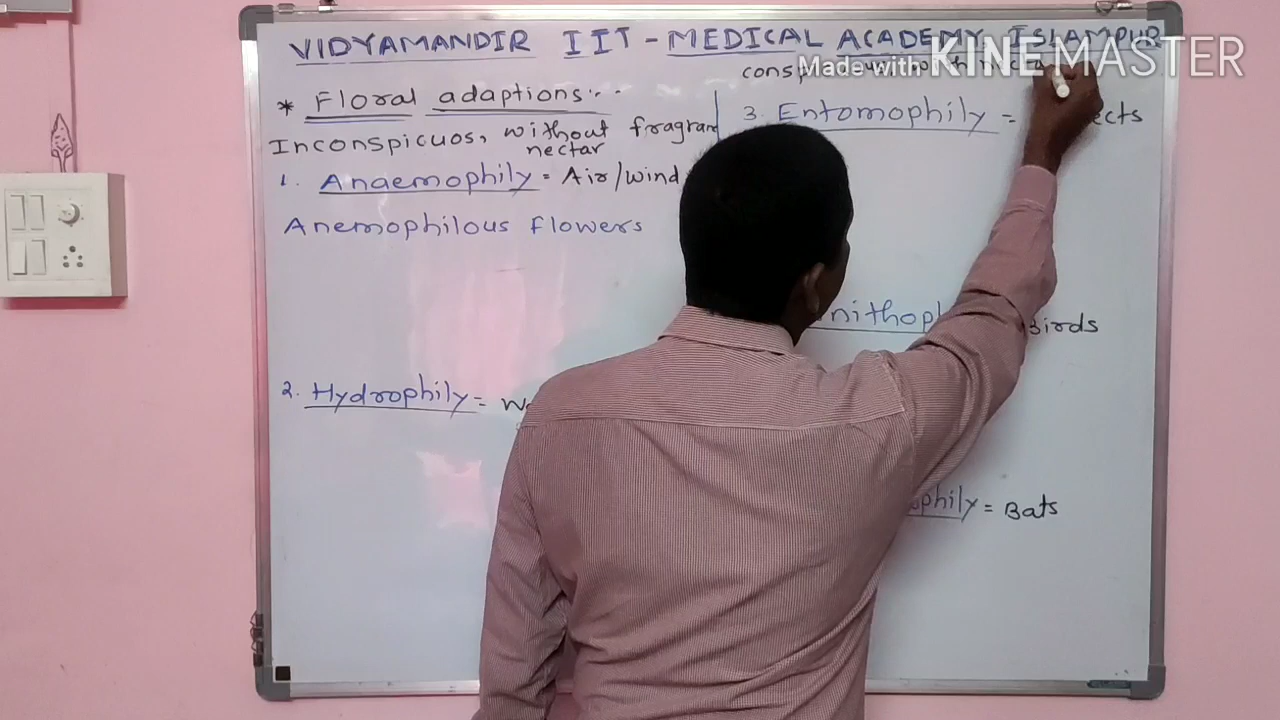 VIDYAMANDIR IIT - MEDICAL ACADEMY ISLAMPUR
Made with KINEMASTER
* Floral adaptions...
Inconspicuos, without fragran
nectar
1. Anaemophily = Air/wind
Anemophilous flowers
2. Hydrophily =
3. Entomophily =
Birds
= Bats